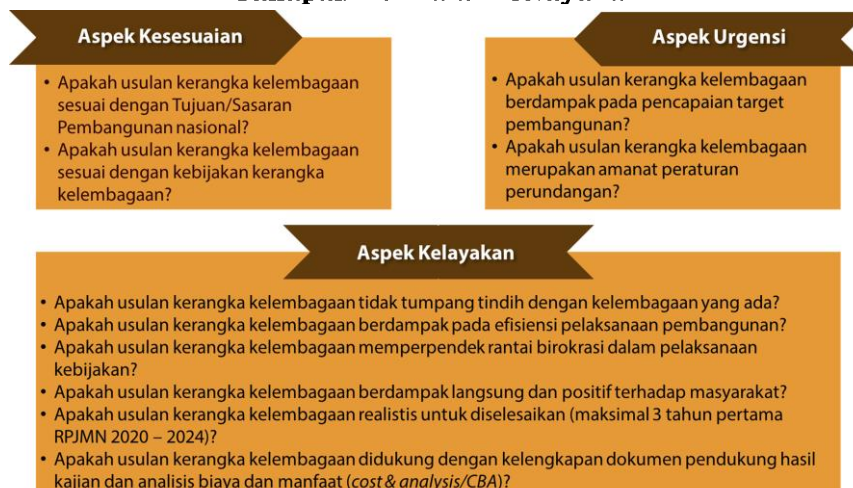 Aspek Kesesuaian
• Apakah usulan kerangka kelembagaan
sesuai dengan Tujuan/Sasaran
Pembangunan nasional?
• Apakah usulan kerangka kelembagaan
sesuai dengan kebijakan kerangka
kelembagaan?
Aspek Urgensi
• Apakah usulan kerangka kelembagaan
berdampak pada pencapaian target
pembangunan?
• Apakah usulan kerangka kelembagaan
merupakan amanat peraturan
perundangan?
Aspek Kelayakan
• Apakah usulan kerangka kelembagaan tidak tumpang tindih dengan kelembagaan yang ada?
• Apakah usulan kerangka kelembagaan berdampak pada efisiensi pelaksanaan pembangunan?
• Apakah usulan kerangka kelembagaan memperpendek rantai birokrasi dalam pelaksanaan
kebijakan?
• Apakah usulan kerangka kelembagaan berdampak langsung dan positif terhadap masyarakat?
• Apakah usulan kerangka kelembagaan realistis untuk diselesaikan (maksimal 3 tahun pertama
RPJMN 2020 – 2024)?
• Apakah usulan kerangka kelembagaan didukung dengan kelengkapan dokumen pendukung hasil
kajian dan analisis biaya dan manfaat (cost & analysis/CBA)?